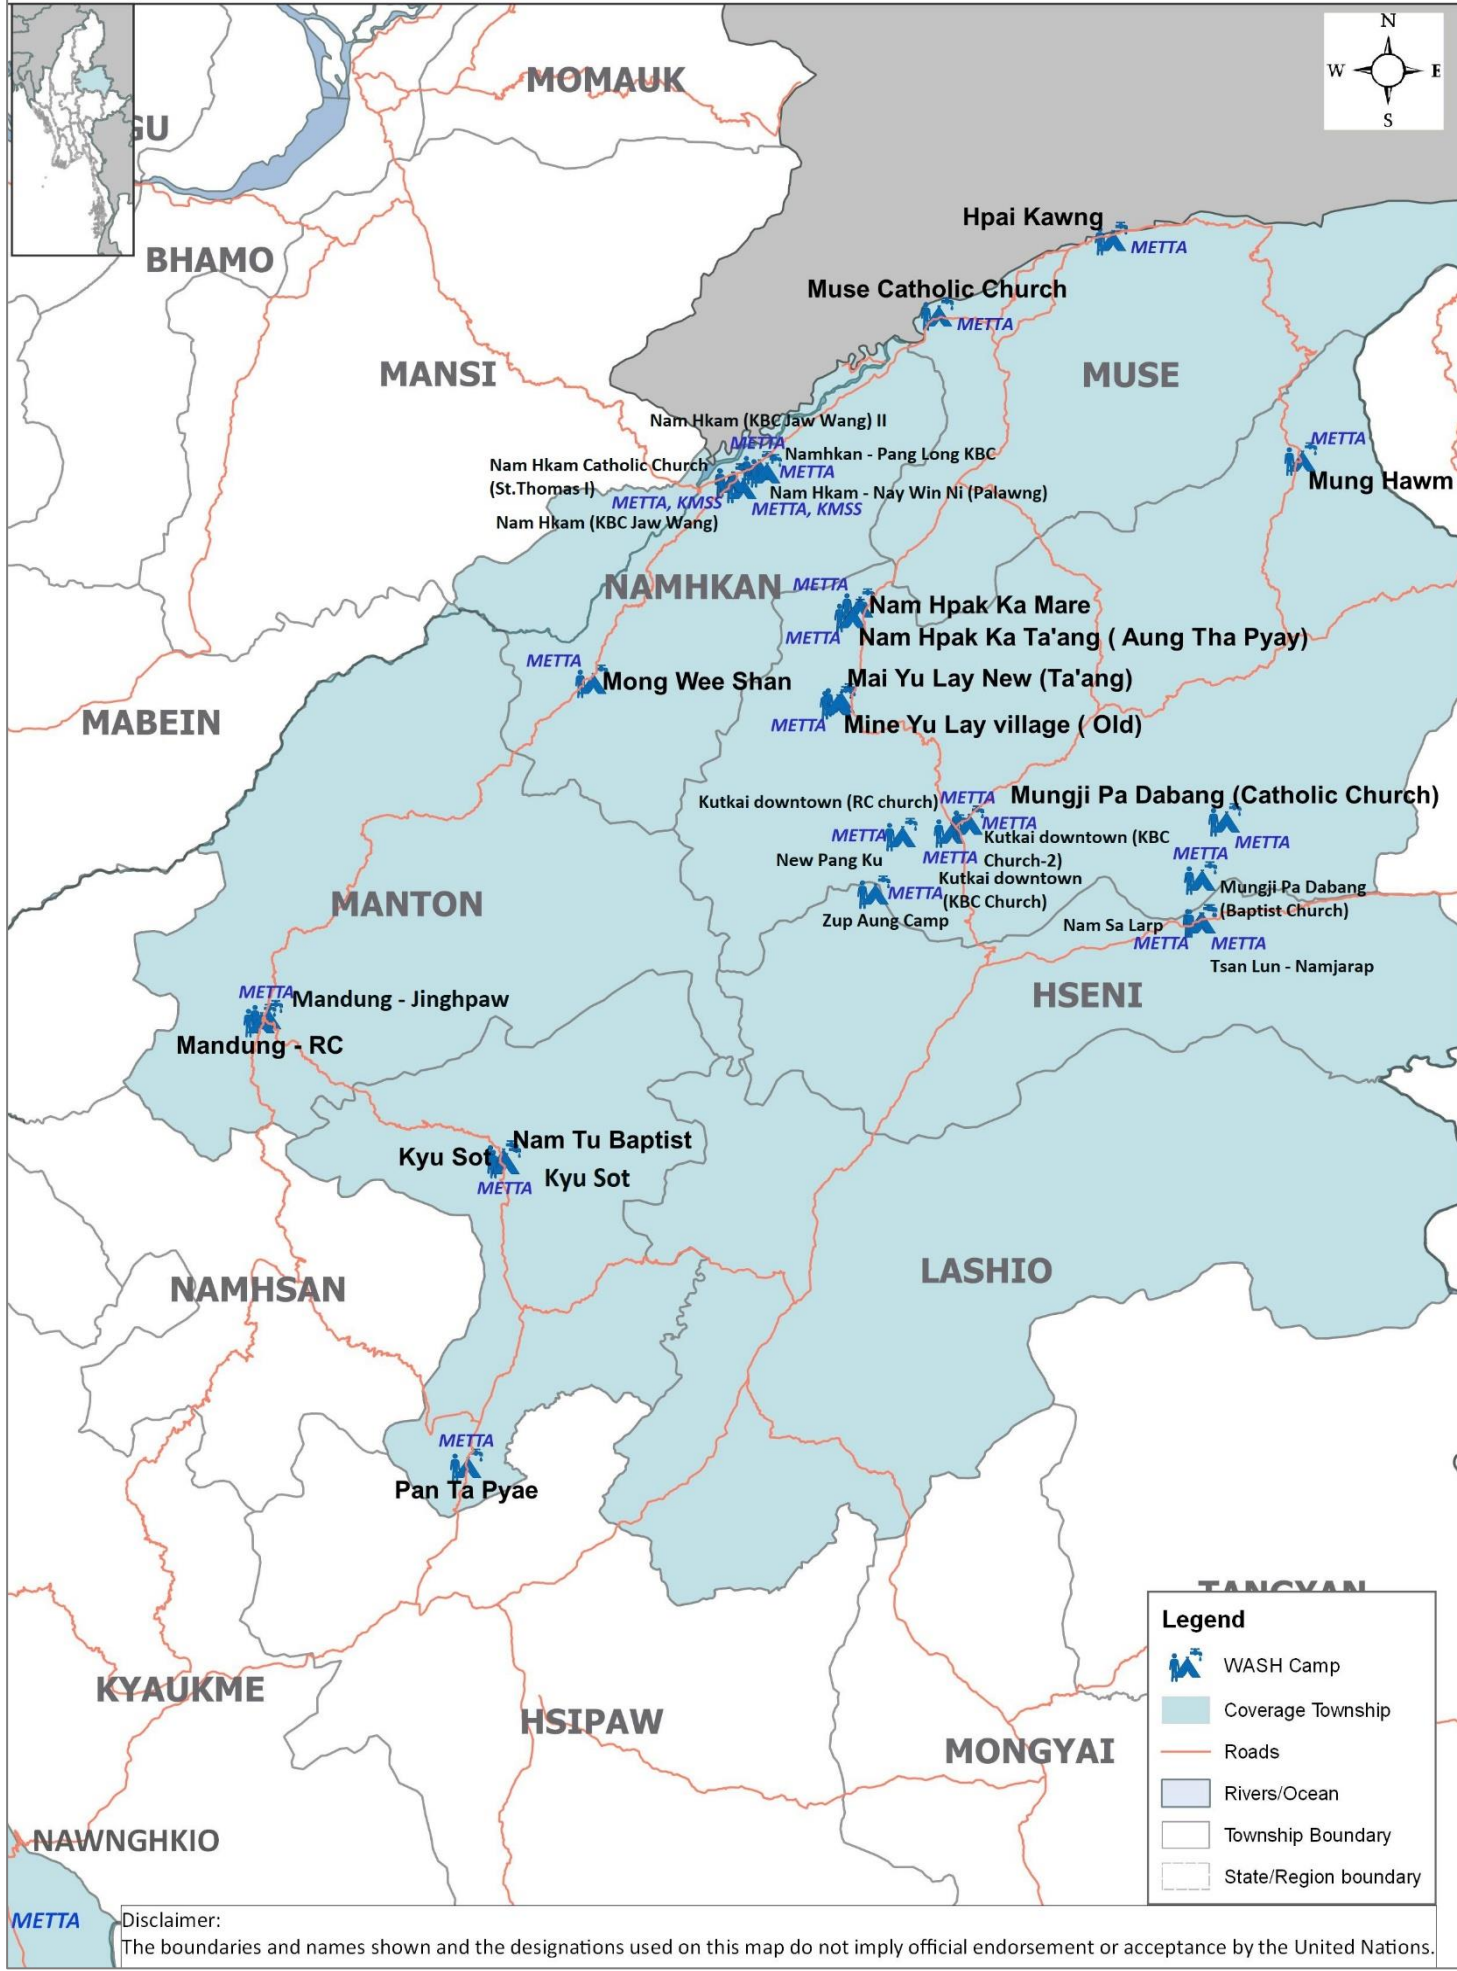 N
W E
S
MOMAUK
GU
BHAMO
Hpai Kawng
METTA
Muse Catholic Church
METTA
MANSI
MUSE
Nam Hkam (KBC Jaw Wang) II
METTA
Namhkan - Pang Long KBC
METTA
Nam Hkam Catholic Church
(St.Thomas I)
METTA, KMSS
Nam Hkam - Nay Win Ni (Palawng)
METTA, KMSS
Nam Hkam (KBC Jaw Wang)
METTA
Mung Hawm
NAMHKAN
METTA
Nam Hpak Ka Mare
METTA
Nam Hpak Ka Ta'ang ( Aung Tha Pyay)
METTA
Mong Wee Shan
Mai Yu Lay New (Ta'ang)
METTA
Mine Yu Lay village ( Old)
MABEIN
Kutkai downtown (RC church)
METTA
Mungji Pa Dabang (Catholic Church)
METTA
METTA
Kutkai downtown (KBC
Church-2)
METTA
New Pang Ku
METTA
Kutkai downtown
(KBC Church)
METTA
METTA
Mungji Pa Dabang
(Baptist Church)
METTA
Zup Aung Camp
Nam Sa Larp
METTA
METTA
Tsan Lun - Namjarap
MANTON
HSENI
METTA
Mandung - Jinghpaw
Mandung - RC
Nam Tu Baptist
Kyu Sot
Kyu Sot
METTA
LASHIO
NAMHSAN
METTA
Pan Ta Pyae
TANGYAN
KYAUKME
HSIPAW
MONGYAI
NAWNGHKIO
METTA
Legend
WASH Camp
Coverage Township
Roads
Rivers/Ocean
Township Boundary
State/Region boundary
Disclaimer:
The boundaries and names shown and the designations used on this map do not imply official endorsement or acceptance by the United Nations.